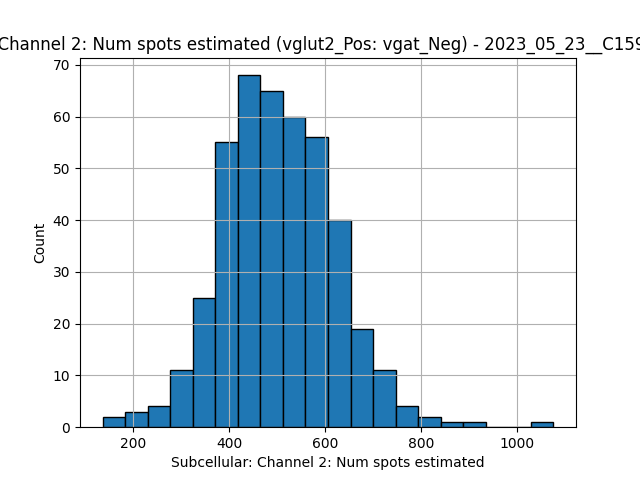 Channel 2: Num spots estimated (vglut2_Pos: vgat_Neg) - 2023_05_23__C159
70
60
50
40
30
20
10
0
Count
200 400 600 800 1000
Subcellular: Channel 2: Num spots estimated